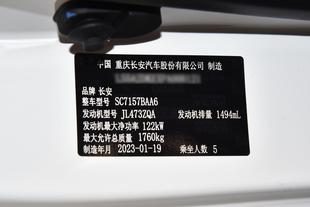 中国 重庆长安汽车股份有限公司 制造
品牌 长安
整车型号 SC7157BAA6
发动机型号 JL473ZQA 发动机排量 1494mL
发动机最大净功率 122kW
最大允许总质量 1760kg
制造年月 2023-01-19 乘坐人数 5